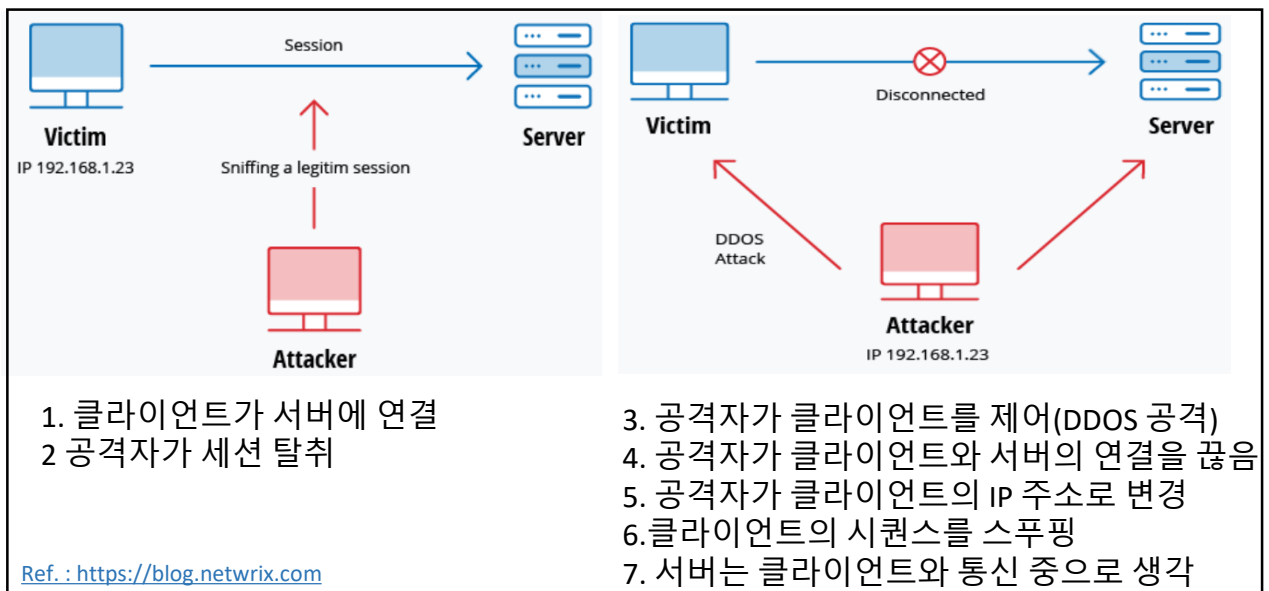 Session
Victim
IP 192.168.1.23
Server
Sniffing a legitim session
Attacker
1. 클라이언트가 서버에 연결
2 공격자가 세션 탈취
Ref. : https://blog.netwrix.com
Disconnected
Victim
Server
DDOS
Attack
Attacker
IP 192.168.1.23
3. 공격자가 클라이언트를 제어(DDOS 공격)
4. 공격자가 클라이언트와 서버의 연결을 끊음
5. 공격자가 클라이언트의 IP 주소로 변경
6.클라이언트의 시퀀스를 스푸핑
7. 서버는 클라이언트와 통신 중으로 생각